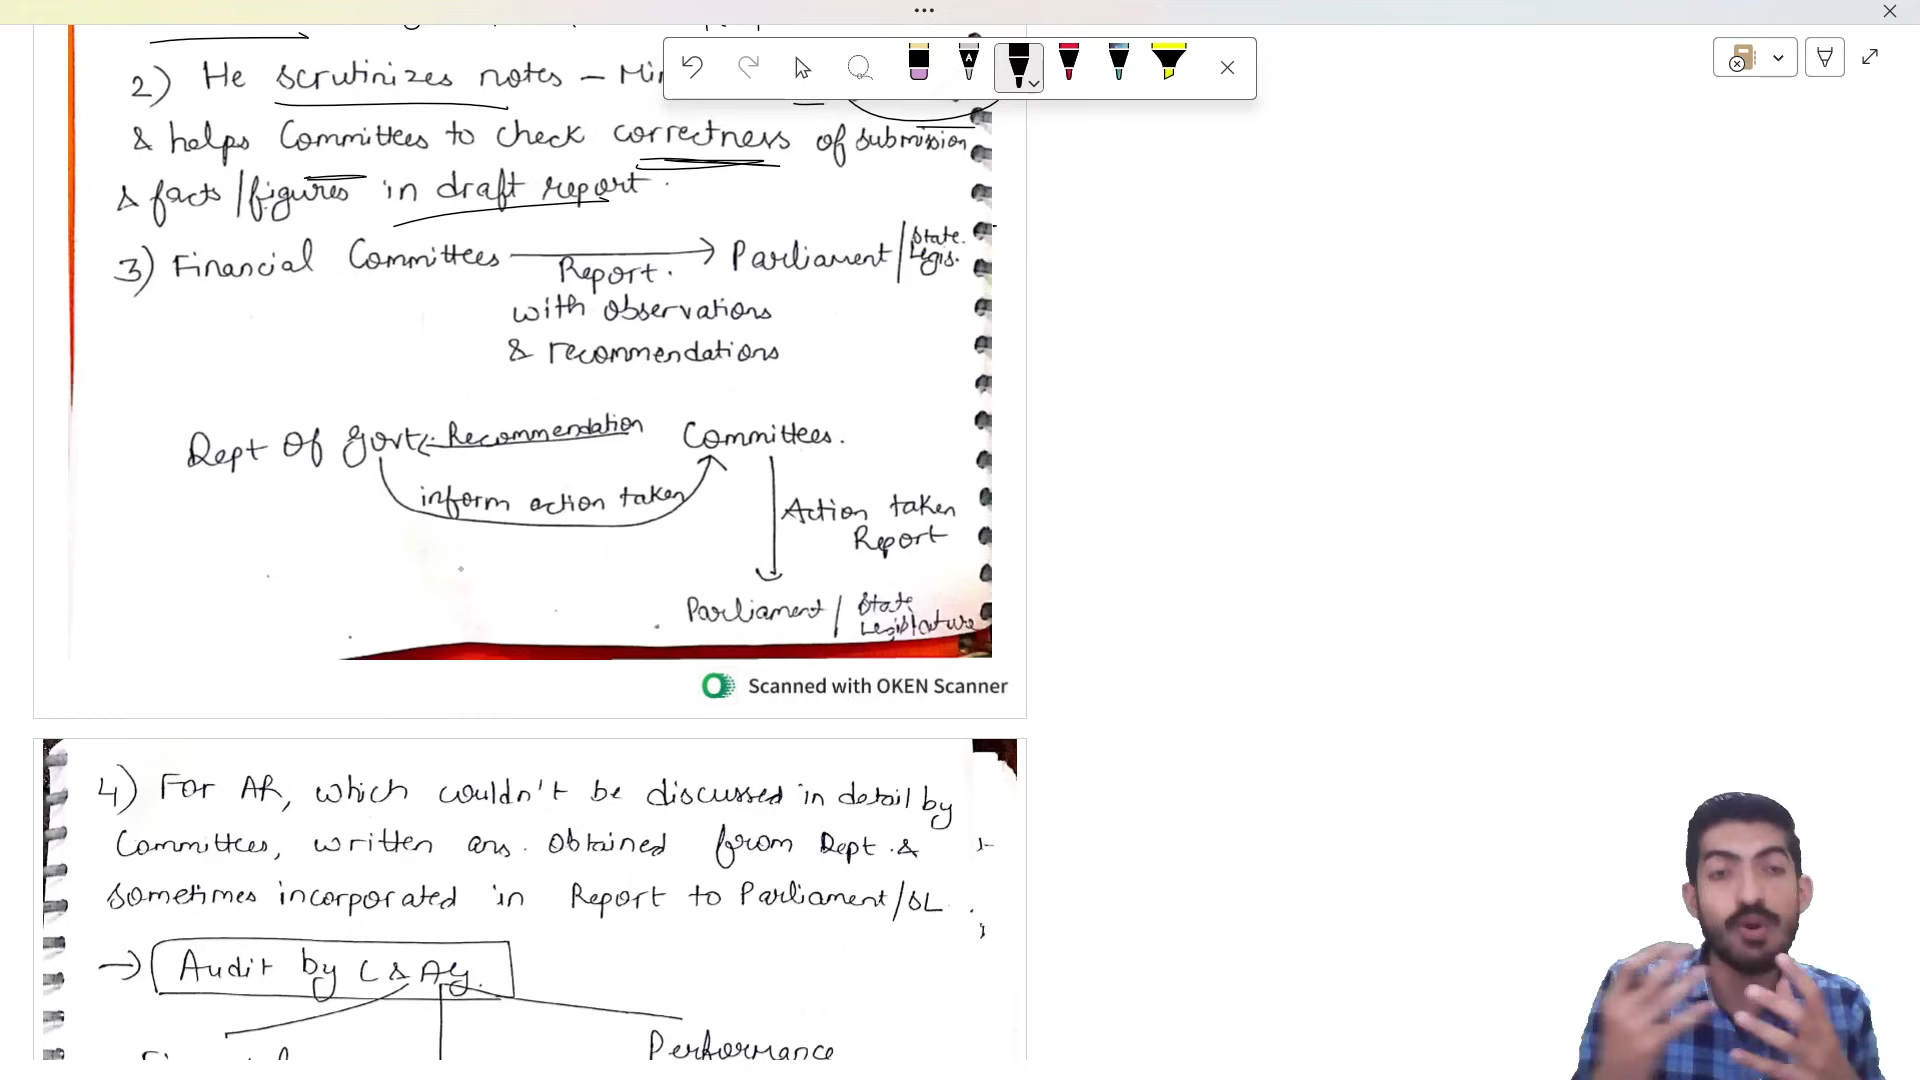 2) He scrutinizes notes – Min
& helps Committees to check correctness of submission
& facts/figures in draft report.
3) Financial Committees → Parliament/State. Legis.
Report.
with observations
& recommendations
Dept Of Govt ← Recommendation Committees.
inform action taken
Action taken
Report
Parliament / State
Legislature
Scanned with OKEN Scanner
4) For AR, which couldn't be discussed in detail by
Committees, written ans. obtained from Dept. &
sometimes incorporated in Report to Parliament/SL.
→ Audit by C & AG.
Performance